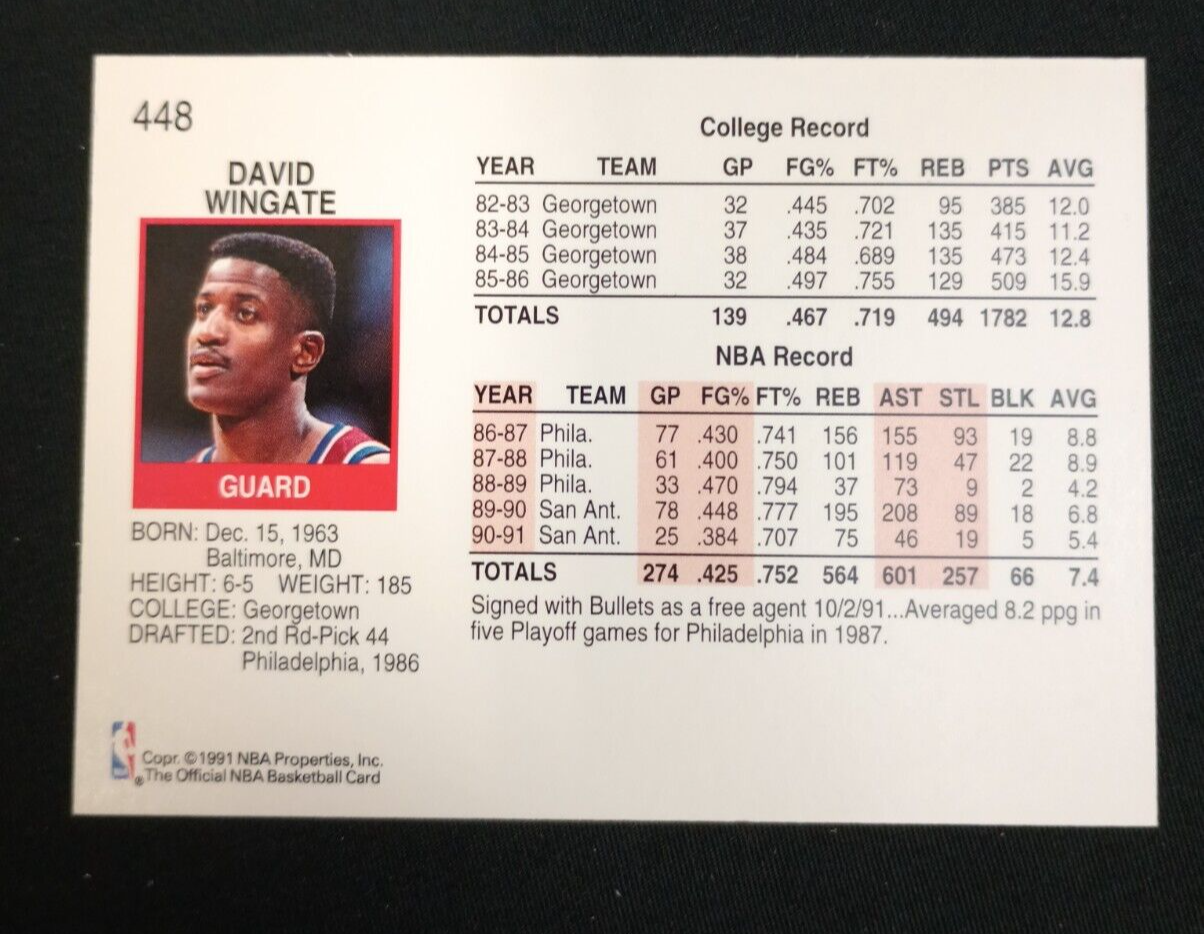 448
DAVID
WINGATE
GUARD
BORN: Dec. 15, 1963
Baltimore, MD
HEIGHT: 6-5 WEIGHT: 185
COLLEGE: Georgetown
DRAFTED: 2nd Rd-Pick 44
Philadelphia, 1986
Copr. ©1991 NBA Properties, Inc.
®The Official NBA Basketball Card
College Record
YEAR TEAM GP FG% FT% REB PTS AVG
82-83 Georgetown 32 .445 .702 95 385 12.0
83-84 Georgetown 37 .435 .721 135 415 11.2
84-85 Georgetown 38 .484 .689 135 473 12.4
85-86 Georgetown 32 .497 .755 129 509 15.9
TOTALS 139 .467 .719 494 1782 12.8
NBA Record
YEAR TEAM GP FG% FT% REB AST STL BLK AVG
86-87 Phila. 77 .430 .741 156 155 93 19 8.8
87-88 Phila. 61 .400 .750 101 119 47 22 8.9
88-89 Phila. 33 .470 .794 37 73 9 2 4.2
89-90 San Ant. 78 .448 .777 195 208 89 18 6.8
90-91 San Ant. 25 .384 .707 75 46 19 5 5.4
TOTALS 274 .425 .752 564 601 257 66 7.4
Signed with Bullets as a free agent 10/2/91...Averaged 8.2 ppg in
five Playoff games for Philadelphia in 1987.